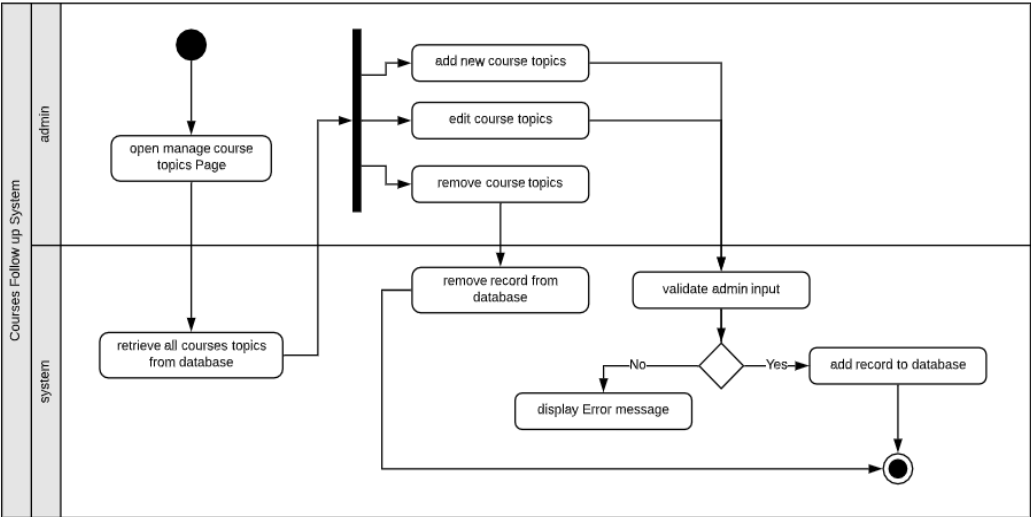 Courses Follow up System
admin
system
open manage course
topics Page
retrieve all courses topics
from database
add new course topics
edit course topics
remove course topics
remove record from
database
validate admin input
No
Yes
add record to database
display Error message